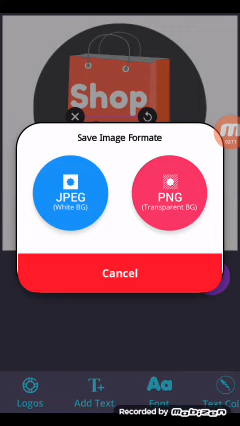 Shop
Save Image Formate
JPEG
(White BG)
PNG
(Transparent BG)
Cancel
Logos
Add Text
Font
Text Col
Recorded by mobizen